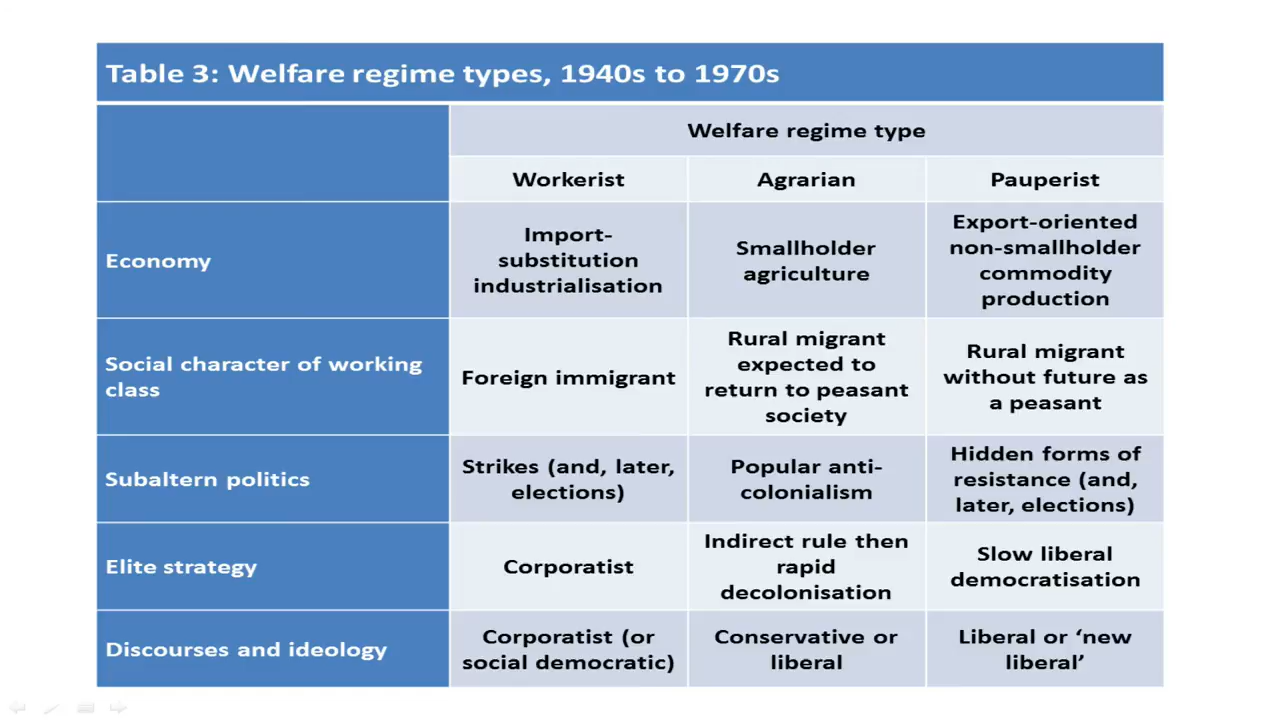 Table 3: Welfare regime types, 1940s to 1970s
Welfare regime type
Workerist
Agrarian
Pauperist
Economy
Import-
substitution
industrialisation
Smallholder
agriculture
Export-oriented
non-smallholder
commodity
production
Social character of working
class
Foreign immigrant
Rural migrant
expected to
return to peasant
society
Rural migrant
without future as
a peasant
Subaltern politics
Strikes (and, later,
elections)
Popular anti-
colonialism
Hidden forms of
resistance (and,
later, elections)
Elite strategy
Corporatist
Indirect rule then
rapid
decolonisation
Slow liberal
democratisation
Discourses and ideology
Corporatist (or
social democratic)
Conservative or
liberal
Liberal or ‘new
liberal’